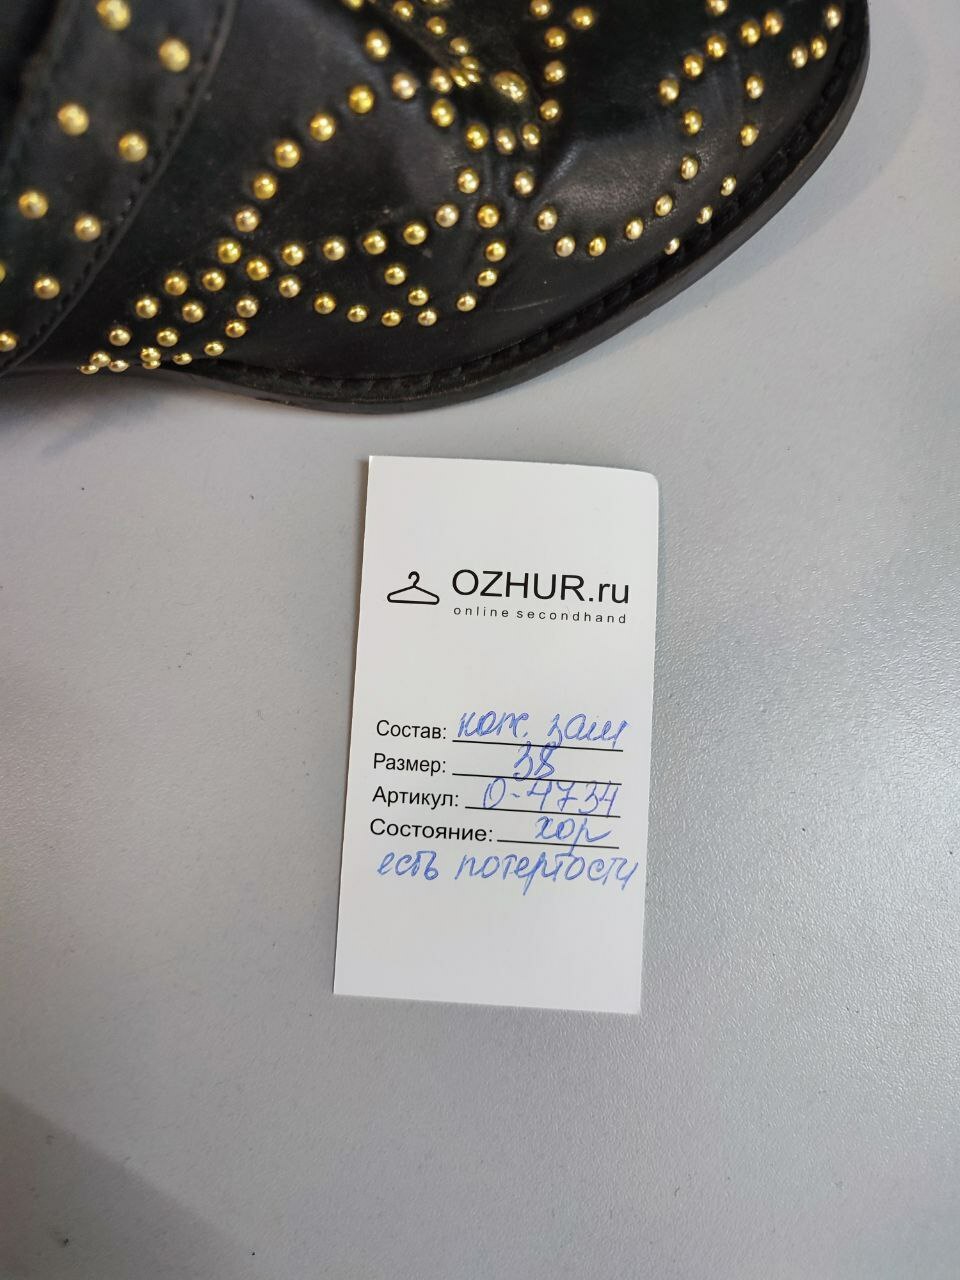 OZHUR.ru
online secondhand
Состав: кож. зам
Размер: 38
Артикул: 0-4734
Состояние: хор
есть потертости